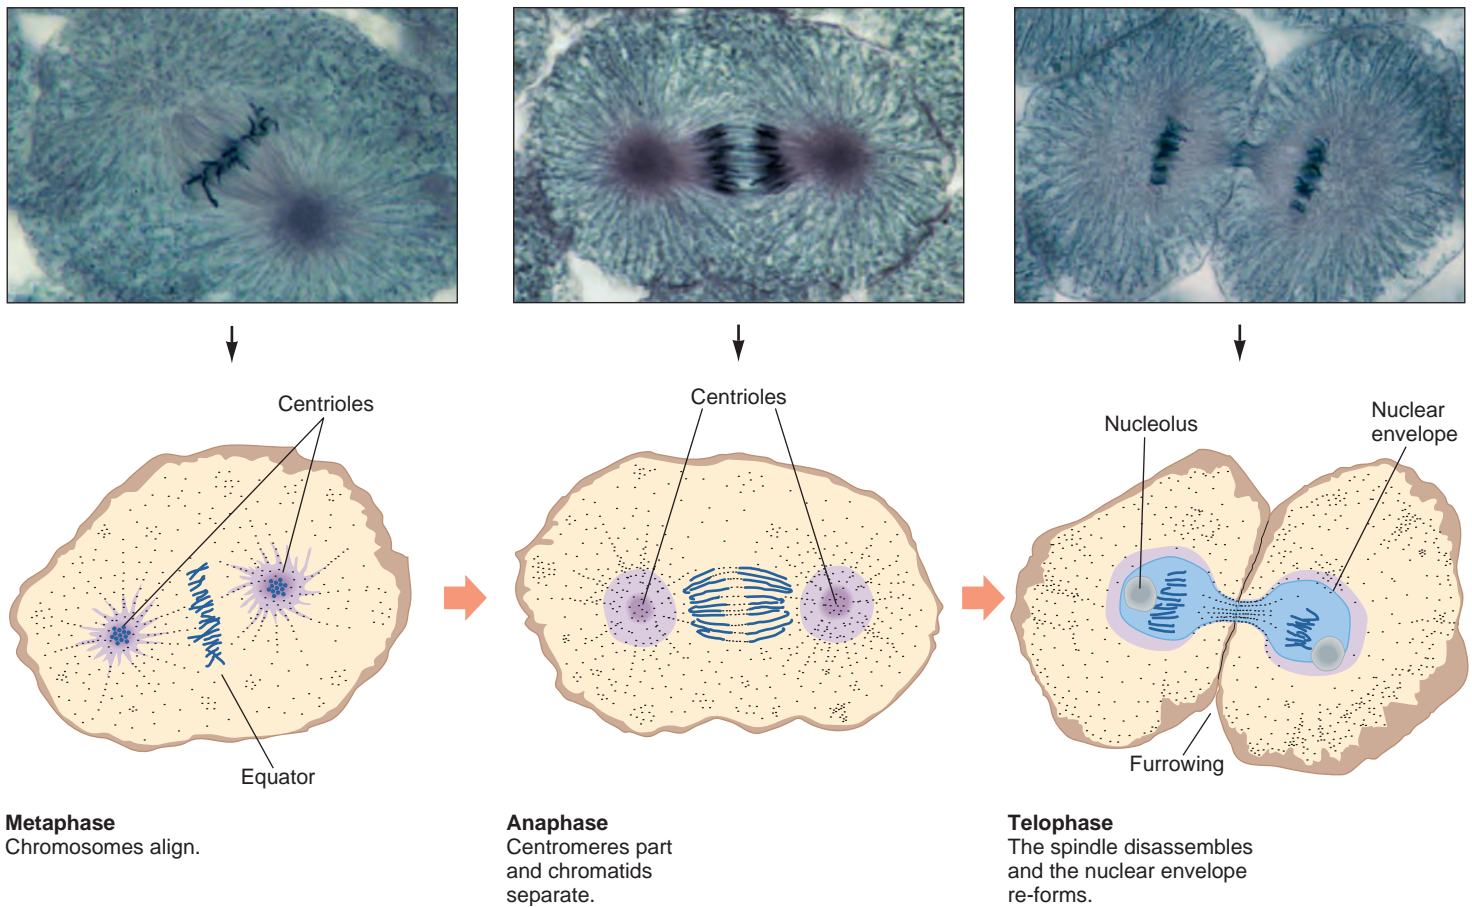 Centrioles
Equator
Metaphase
Chromosomes align.
Centrioles
Anaphase
Centromeres part
and chromatids
separate.
Nucleolus
Nuclear
envelope
Furrowing
Telophase
The spindle disassembles
and the nuclear envelope
re-forms.